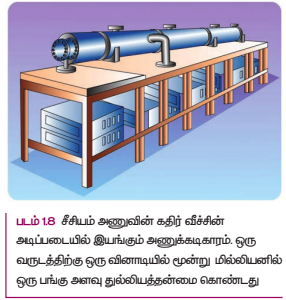 படம் 1.8 சீசியம் அணுவின் கதிர் வீச்சின்
அடிப்படையில் இயங்கும் அணுக்கடிகாரம். ஒரு
வருடத்திற்கு ஒரு வினாடியில் மூன்று மில்லியனில்
ஒரு பங்கு அளவு துல்லியத்தன்மை கொண்டது